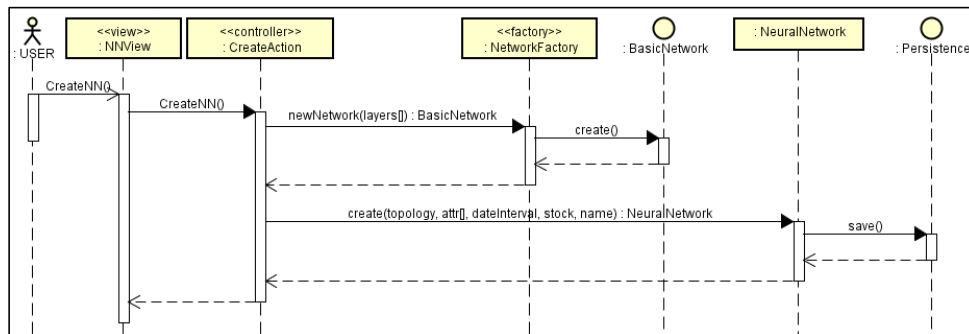 : USER
<<view>>
: NNView
<<controller>>
: CreateAction
<<factory>>
: NetworkFactory
: BasicNetwork
: NeuralNetwork
: Persistence
CreateNN()
CreateNN()
newNetwork(layers[]) : BasicNetwork
create()
create(topology, attr[], dateInterval, stock, name) : NeuralNetwork
save()